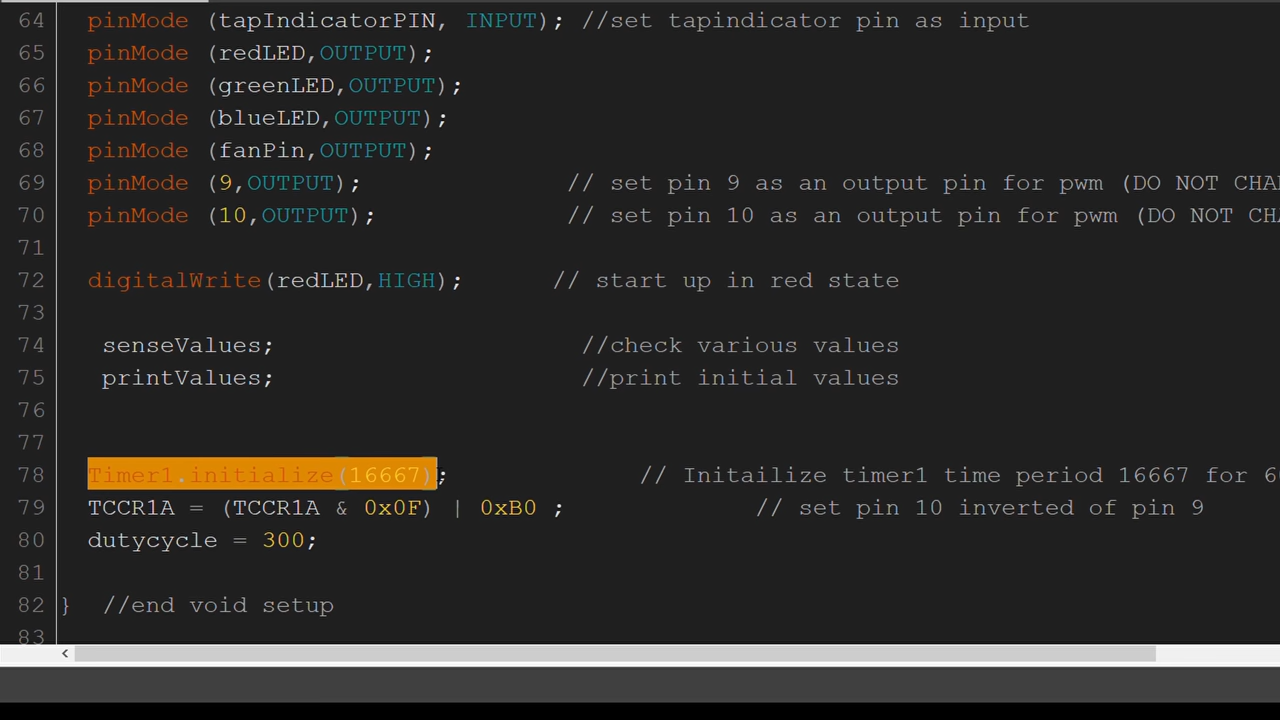 64 pinMode (tapIndicatorPIN, INPUT); //set tapindicator pin as input
65 pinMode (redLED,OUTPUT);
66 pinMode (greenLED,OUTPUT);
67 pinMode (blueLED,OUTPUT);
68 pinMode (fanPin,OUTPUT);
69 pinMode (9,OUTPUT); // set pin 9 as an output pin for pwm (DO NOT CHA
70 pinMode (10,OUTPUT); // set pin 10 as an output pin for pwm (DO NOT CH
71
72 digitalWrite(redLED,HIGH); // start up in red state
73
74 senseValues; //check various values
75 printValues; //print initial values
76
77
78 Timer1.initialize(16667); // Initailize timer1 time period 16667 for 6
79 TCCR1A = (TCCR1A & 0x0F) | 0xB0 ; // set pin 10 inverted of pin 9
80 dutycycle = 300;
81
82 } //end void setup
83